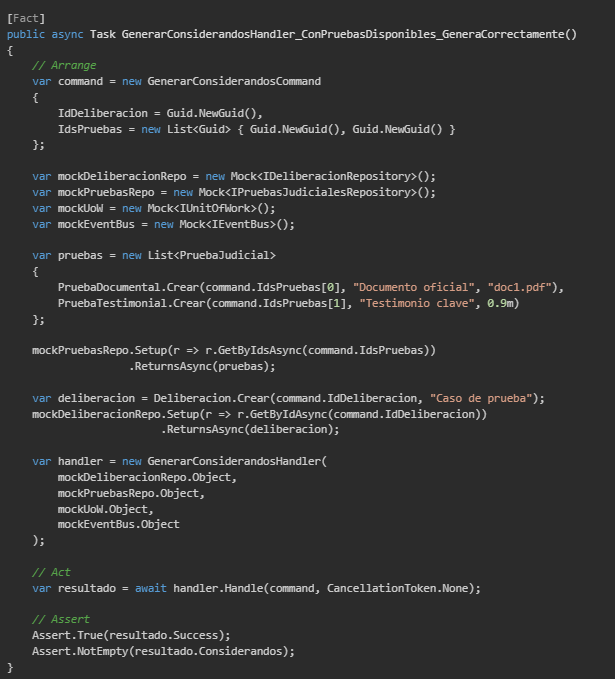 [Fact]
public async Task GenerarConsiderandosHandler_ConPruebasDisponibles_GeneraCorrectamente()
{
    // Arrange
    var command = new GenerarConsiderandosCommand
    {
        IdDeliberacion = Guid.NewGuid(),
        IdsPruebas = new List<Guid> { Guid.NewGuid(), Guid.NewGuid() }
    };

    var mockDeliberacionRepo = new Mock<IDeliberacionRepository>();
    var mockPruebasRepo = new Mock<IPruebasJudicialesRepository>();
    var mockUoW = new Mock<IUnitOfWork>();
    var mockEventBus = new Mock<IEventBus>();

    var pruebas = new List<PruebaJudicial>
    {
        PruebaDocumental.Crear(command.IdsPruebas[0], "Documento oficial", "doc1.pdf"),
        PruebaTestimonial.Crear(command.IdsPruebas[1], "Testimonio clave", 0.9m)
    };

    mockPruebasRepo.Setup(r => r.GetByIdsAsync(command.IdsPruebas))
                   .ReturnsAsync(pruebas);

    var deliberacion = Deliberacion.Crear(command.IdDeliberacion, "Caso de prueba");
    mockDeliberacionRepo.Setup(r => r.GetByIdAsync(command.IdDeliberacion))
                        .ReturnsAsync(deliberacion);

    var handler = new GenerarConsiderandosHandler(
        mockDeliberacionRepo.Object,
        mockPruebasRepo.Object,
        mockUoW.Object,
        mockEventBus.Object
    );

    // Act
    var resultado = await handler.Handle(command, CancellationToken.None);

    // Assert
    Assert.True(resultado.Success);
    Assert.NotEmpty(resultado.Considerandos);
}